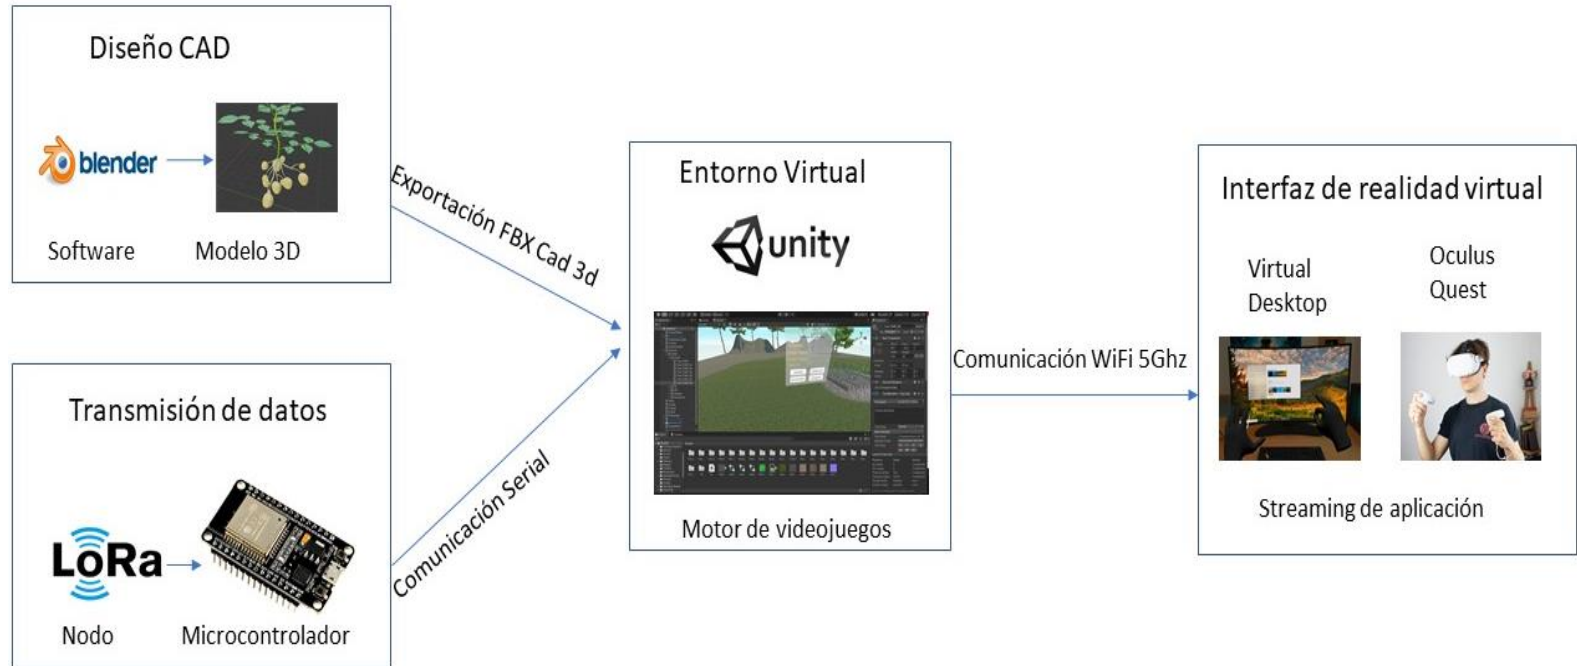 Diseño CAD
blender
Software
Modelo 3D
Exportación FBX Cad 3d
Transmisión de datos
LoRa
Nodo
Microcontrolador
Comunicación Serial
Entorno Virtual
unity
Motor de videojuegos
Comunicación WiFi 5Ghz
Interfaz de realidad virtual
Virtual
Desktop
Oculus
Quest
Streaming de aplicación